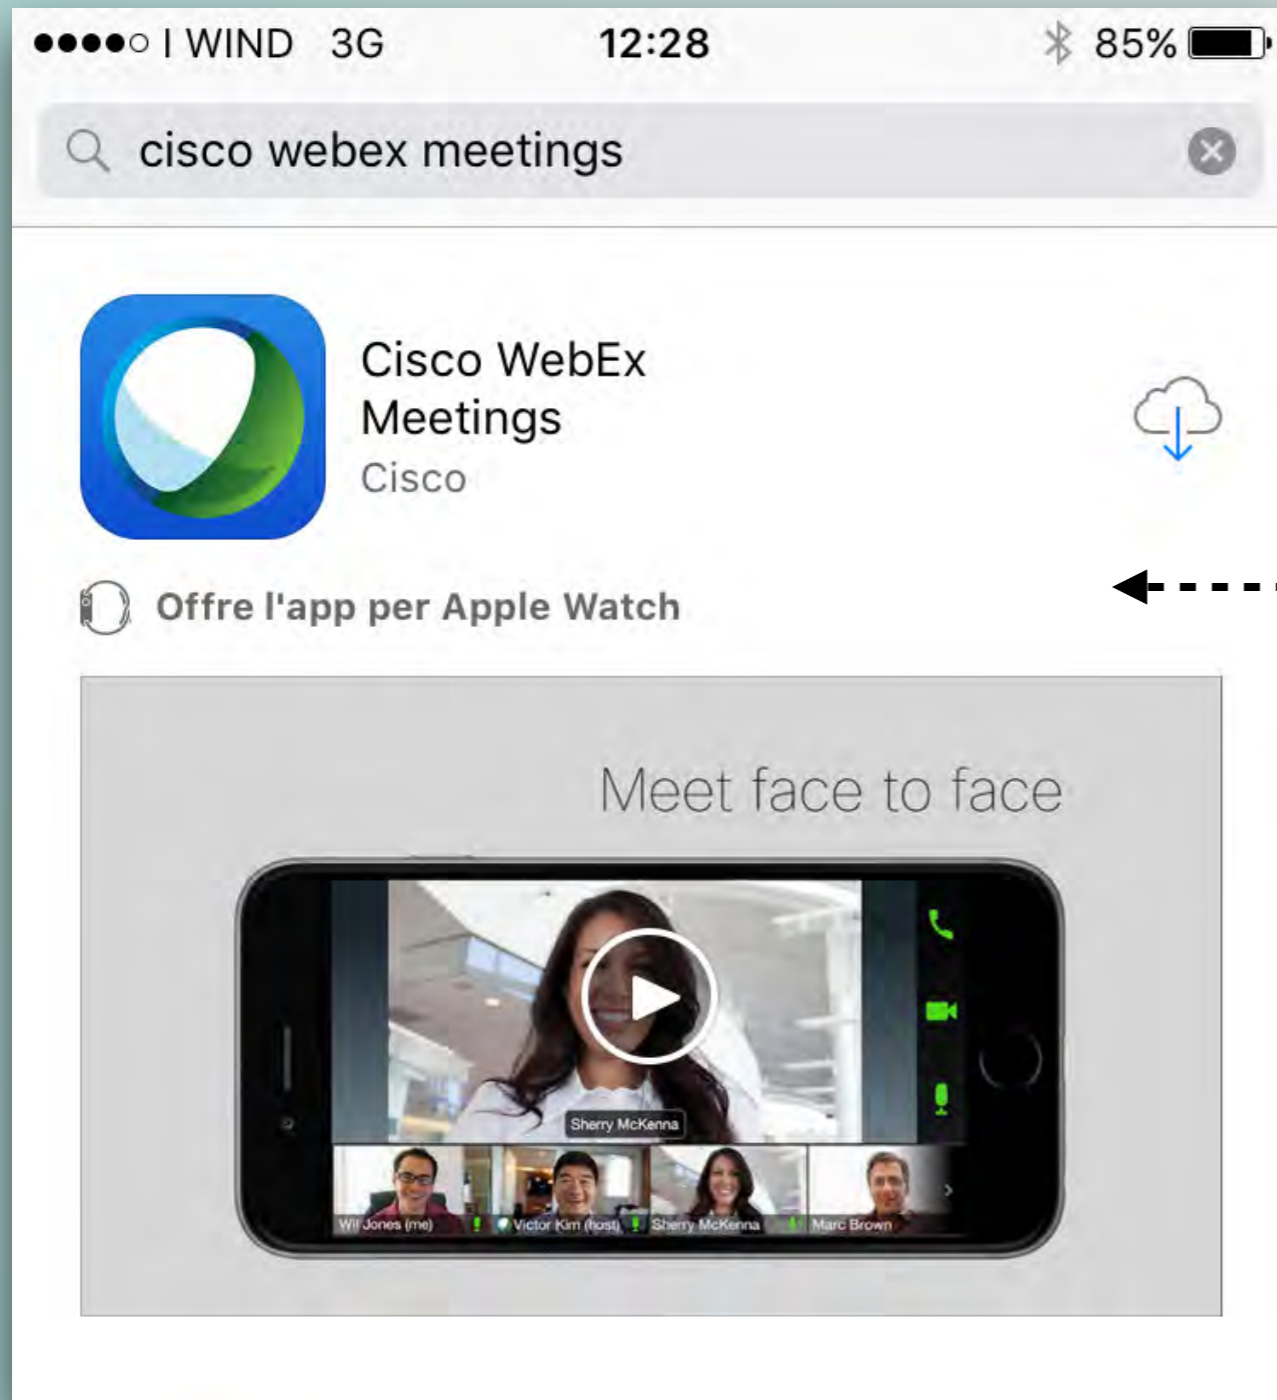 I WIND 3G 12:28 85%
cisco webex meetings
Cisco WebEx
Meetings
Cisco
Offre l'app per Apple Watch
Meet face to face
Sherry McKenna
Wil Jones (me) Victor Kim (host) Sherry McKenna Marc Brown